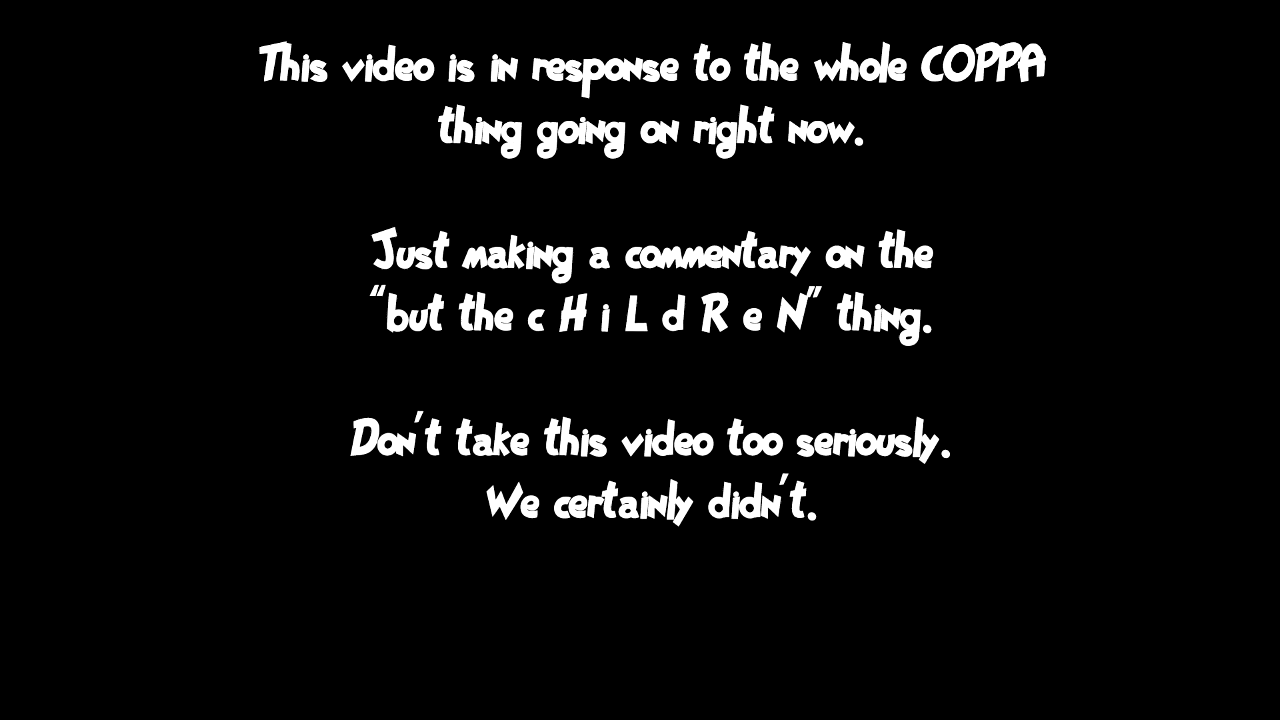 This video is in response to the whole COPPA
thing going on right now.
Just making a commentary on the
“but the c H i L d R e N” thing.
Don't take this video too seriously.
We certainly didn't.